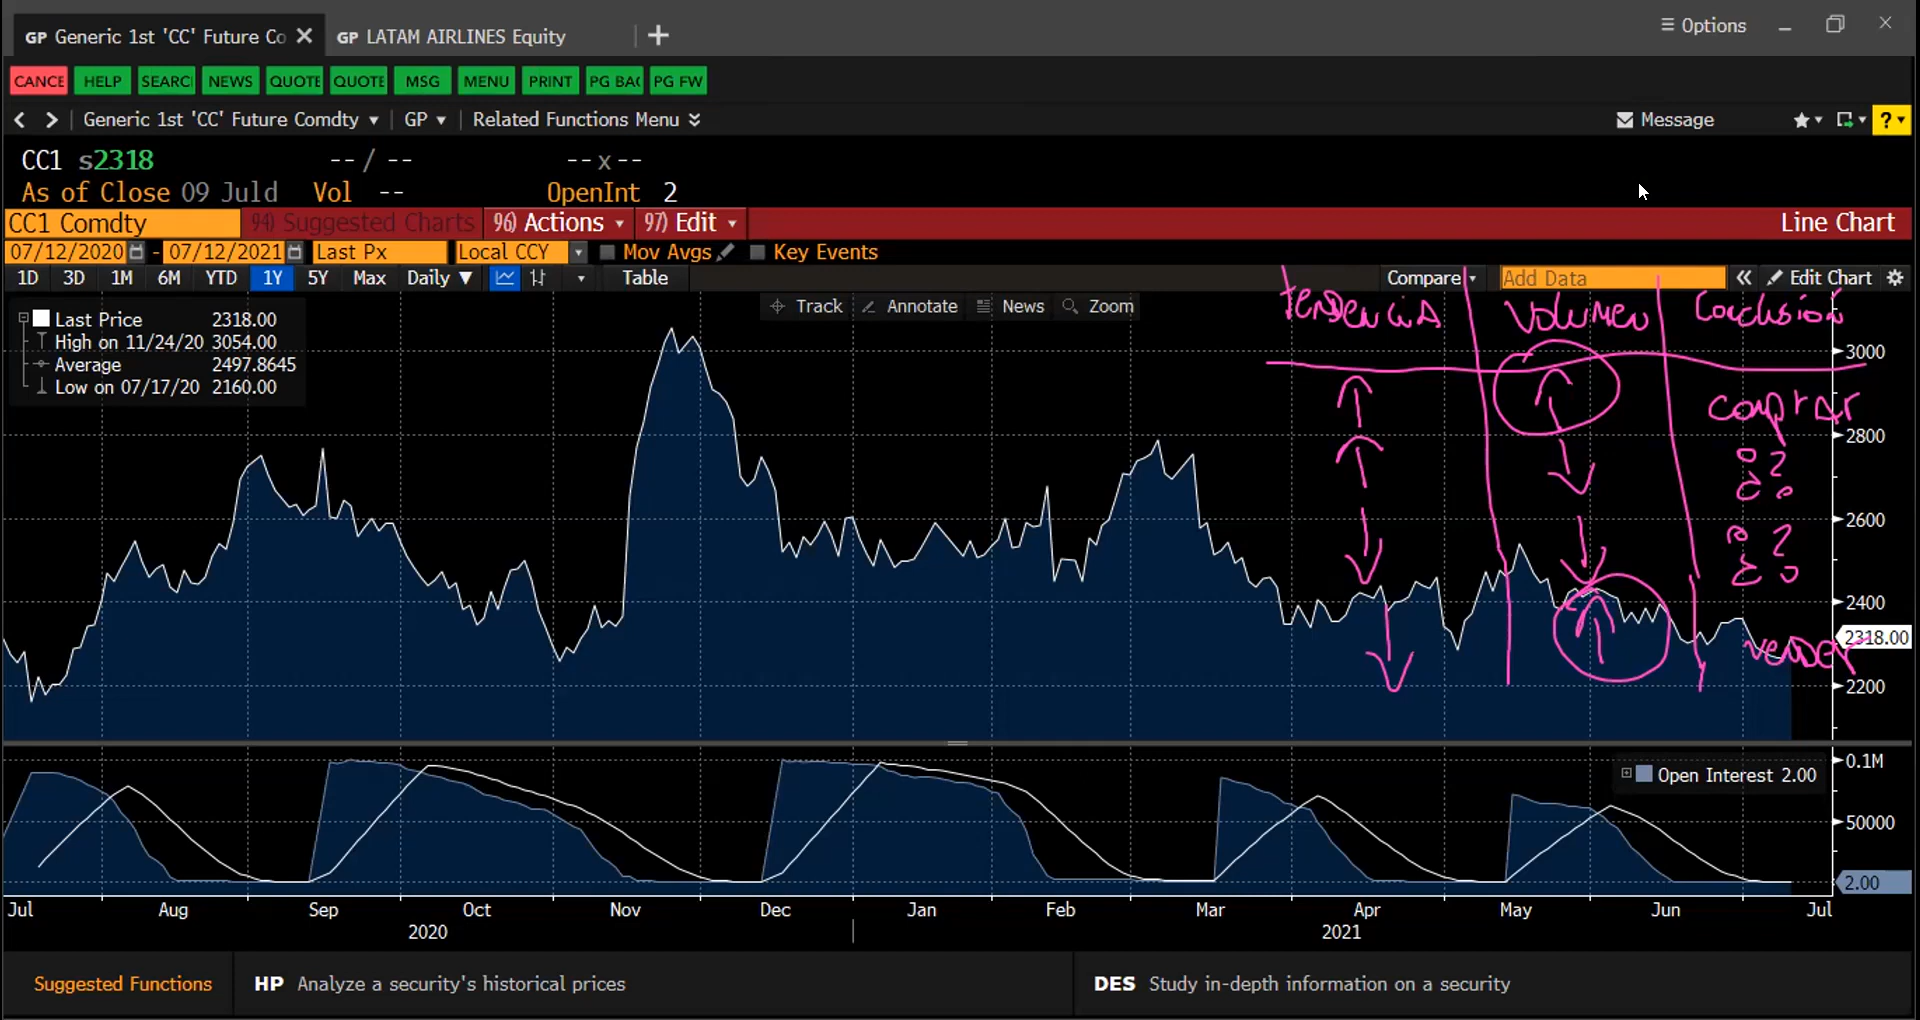 GP Generic 1st 'CC' Future Co GP LATAM AIRLINES Equity Options
CANCE HELP SEARC NEWS QUOTE QUOTE MSG MENU PRINT PG BAC PG FW
Generic 1st 'CC' Future Comdty GP Related Functions Menu Message ?
CC1 s2318 -- / -- -- x --
As of Close 09 Juld Vol -- OpenInt 2
CC1 Comdty 94) Suggested Charts 96) Actions 97) Edit Line Chart
07/12/2020 - 07/12/2021 Last Px Local CCY Mov Avgs Key Events
1D 3D 1M 6M YTD 1Y 5Y Max Daily Table Compare Add Data Edit Chart
Track Annotate News Zoom
Tendencia Volumen Conclusión
Last Price 2318.00
High on 11/24/20 3054.00
Average 2497.8645
Low on 07/17/20 2160.00
3000
comprar
2800
2600
2400
2318.00
vender
2200
Open Interest 2.00
0.1M
50000
2.00
Jul Aug Sep Oct Nov Dec Jan Feb Mar Apr May Jun Jul
2020 2021
Suggested Functions HP Analyze a security's historical prices DES Study in-depth information on a security